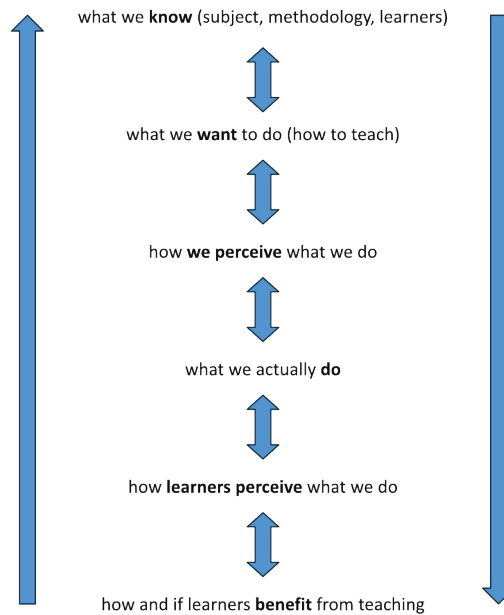 what we know (subject, methodology, learners)
what we want to do (how to teach)
how we perceive what we do
what we actually do
how learners perceive what we do
how and if learners benefit from teaching